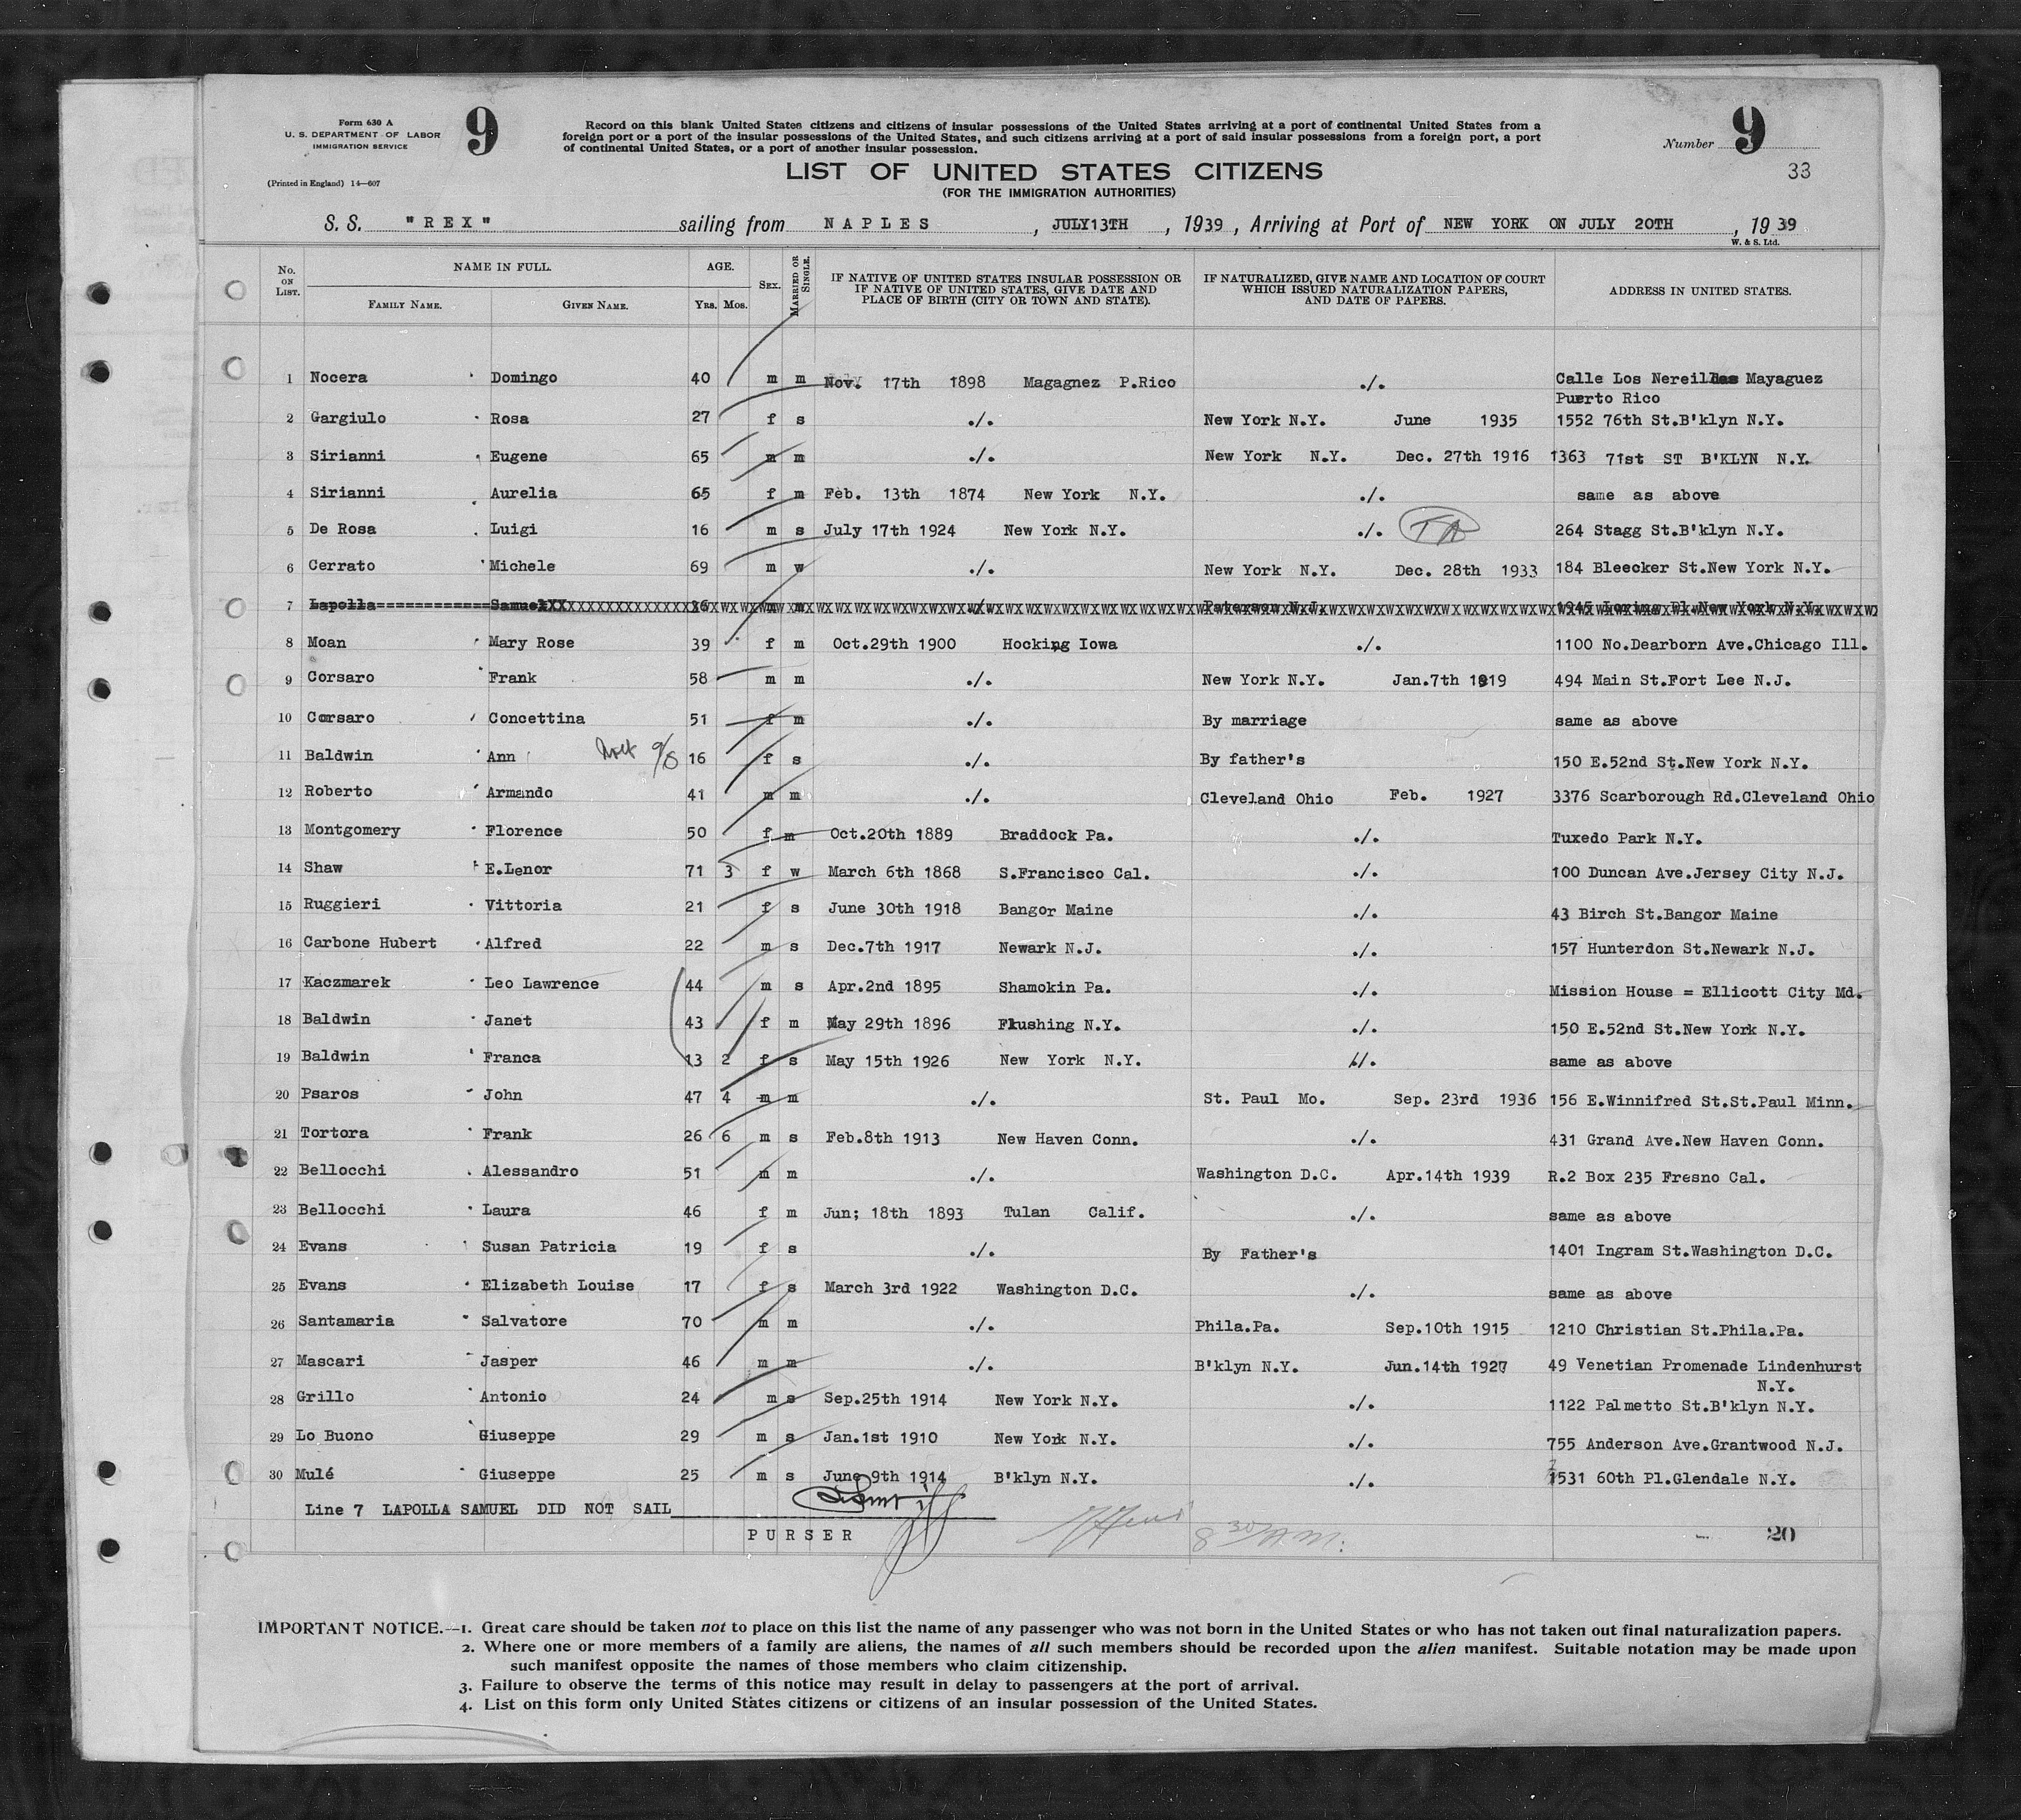 Form 630 A
U. S. DEPARTMENT OF LABOR
IMMIGRATION SERVICE
(Printed in England) 14—607
9
Record on this blank United States citizens and citizens of insular possessions of the United States arriving at a port of continental United States from a
foreign port or a port of the insular possessions of the United States, and such citizens arriving at a port of said insular possessions from a foreign port, a port
of continental United States, or a port of another insular possession.
LIST OF UNITED STATES CITIZENS
(FOR THE IMMIGRATION AUTHORITIES)
Number 9
33
S. S. "REX" sailing from NAPLES, JULY 13TH, 1939, Arriving at Port of NEW YORK ON JULY 20TH, 1939
W. & S. Ltd.
No. ON LIST. NAME IN FULL. AGE. SEX. MARRIED OR SINGLE. IF NATIVE OF UNITED STATES INSULAR POSSESSION OR IF NATIVE OF UNITED STATES, GIVE DATE AND PLACE OF BIRTH (CITY OR TOWN AND STATE). IF NATURALIZED, GIVE NAME AND LOCATION OF COURT WHICH ISSUED NATURALIZATION PAPERS, AND DATE OF PAPERS. ADDRESS IN UNITED STATES.
FAMILY NAME. GIVEN NAME. YRS. MOS.
1 Nocera Domingo 40 m m Nov. 17th 1898 Magagnez P.Rico ./. Calle Los Nereillas Mayaguez
Puerto Rico
2 Gargiulo Rosa 27 f s ./. New York N.Y. June 1935 1552 76th St.B'klyn N.Y.
3 Sirianni Eugene 65 m m ./. New York N.Y. Dec. 27th 1916 1363 71st ST B'KLYN N.Y.
4 Sirianni Aurelia 65 f m Feb. 13th 1874 New York N.Y. ./. same as above
5 De Rosa Luigi 16 m s July 17th 1924 New York N.Y. ./. TA 264 Stagg St.B'klyn N.Y.
6 Cerrato Michele 69 m w ./. New York N.Y. Dec. 28th 1933 184 Bleecker St.New York N.Y.
7 Lapolla Samuel 36 m m ./. Paterson N.J. 1945 Loring Pl.New York N.Y.
8 Moan Mary Rose 39 f m Oct.29th 1900 Hocking Iowa ./. 1100 No.Dearborn Ave.Chicago Ill.
9 Corsaro Frank 58 m m ./. New York N.Y. Jan.7th 1919 494 Main St.Fort Lee N.J.
10 Corsaro Concettina 51 f m ./. By marriage same as above
11 Baldwin Ann 9/8 16 f s ./. By father's 150 E.52nd St.New York N.Y.
12 Roberto Armando 41 m m ./. Cleveland Ohio Feb. 1927 3376 Scarborough Rd.Cleveland Ohio
13 Montgomery Florence 50 f m Oct.20th 1889 Braddock Pa. ./. Tuxedo Park N.Y.
14 Shaw E.Lenor 71 3 f w March 6th 1868 S.Francisco Cal. ./. 100 Duncan Ave.Jersey City N.J.
15 Ruggieri Vittoria 21 f s June 30th 1918 Bangor Maine ./. 43 Birch St.Bangor Maine
16 Carbone Hubert Alfred 22 m s Dec.7th 1917 Newark N.J. ./. 157 Hunterdon St.Newark N.J.
17 Kaczmarek Leo Lawrence 44 m s Apr.2nd 1895 Shamokin Pa. ./. Mission House = Ellicott City Md.
18 Baldwin Janet 43 f m May 29th 1896 Flushing N.Y. ./. 150 E.52nd St.New York N.Y.
19 Baldwin Franca 13 2 f s May 15th 1926 New York N.Y. ./. same as above
20 Psaros John 47 4 m m ./. St. Paul Mo. Sep. 23rd 1936 156 E.Winnifred St.St.Paul Minn.
21 Tortora Frank 26 6 m s Feb.8th 1913 New Haven Conn. ./. 431 Grand Ave.New Haven Conn.
22 Bellocchi Alessandro 51 m m ./. Washington D.C. Apr.14th 1939 R.2 Box 235 Fresno Cal.
23 Bellocchi Laura 46 f m Jun; 18th 1893 Tulan Calif. ./. same as above
24 Evans Susan Patricia 19 f s ./. By Father's 1401 Ingram St.Washington D.C.
25 Evans Elizabeth Louise 17 f s March 3rd 1922 Washington D.C. ./. same as above
26 Santamaria Salvatore 70 m m ./. Phila.Pa. Sep.10th 1915 1210 Christian St.Phila.Pa.
27 Mascari Jasper 46 m m ./. B'klyn N.Y. Jun.14th 1927 49 Venetian Promenade Lindenhurst
N.Y.
28 Grillo Antonio 24 m s Sep.25th 1914 New York N.Y. ./. 1122 Palmetto St.B'klyn N.Y.
29 Lo Buono Giuseppe 29 m s Jan.1st 1910 New York N.Y. ./. 755 Anderson Ave.Grantwood N.J.
30 Mulé Giuseppe 25 m s June 9th 1914 B'klyn N.Y. ./. 7531 60th Pl.Glendale N.Y.
Line 7 LAPOLLA SAMUEL DID NOT SAIL
PURSER
8 30 A.M.
20
IMPORTANT NOTICE.—1. Great care should be taken not to place on this list the name of any passenger who was not born in the United States or who has not taken out final naturalization papers.
2. Where one or more members of a family are aliens, the names of all such members should be recorded upon the alien manifest. Suitable notation may be made upon
such manifest opposite the names of those members who claim citizenship.
3. Failure to observe the terms of this notice may result in delay to passengers at the port of arrival.
4. List on this form only United States citizens or citizens of an insular possession of the United States.